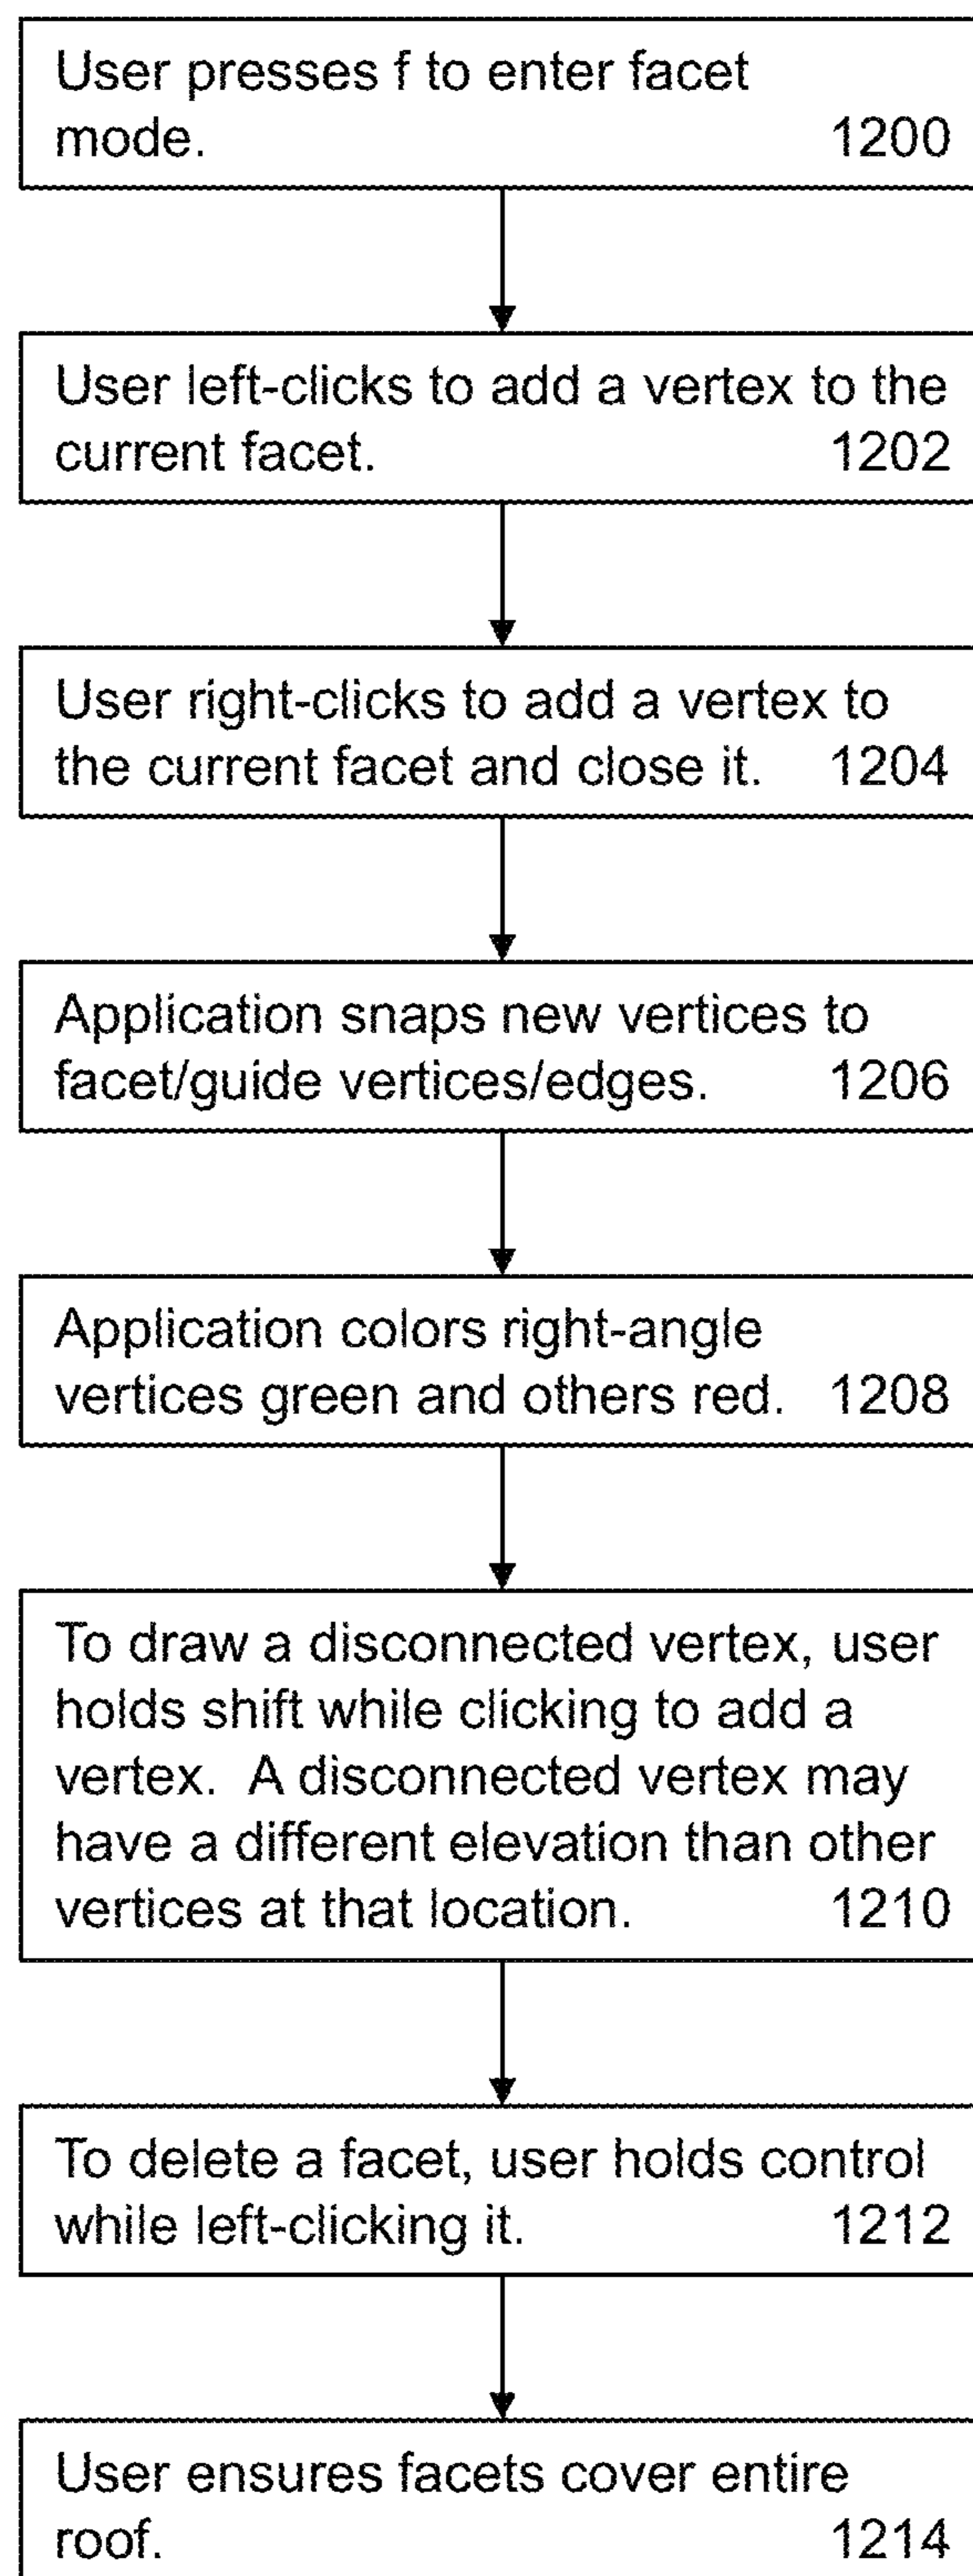 User presses f to enter facet
mode. 1200
User left-clicks to add a vertex to the
current facet. 1202
User right-clicks to add a vertex to
the current facet and close it. 1204
Application snaps new vertices to
facet/guide vertices/edges. 1206
Application colors right-angle
vertices green and others red. 1208
To draw a disconnected vertex, user
holds shift while clicking to add a
vertex. A disconnected vertex may
have a different elevation than other
vertices at that location. 1210
To delete a facet, user holds control
while left-clicking it. 1212
User ensures facets cover entire
roof. 1214